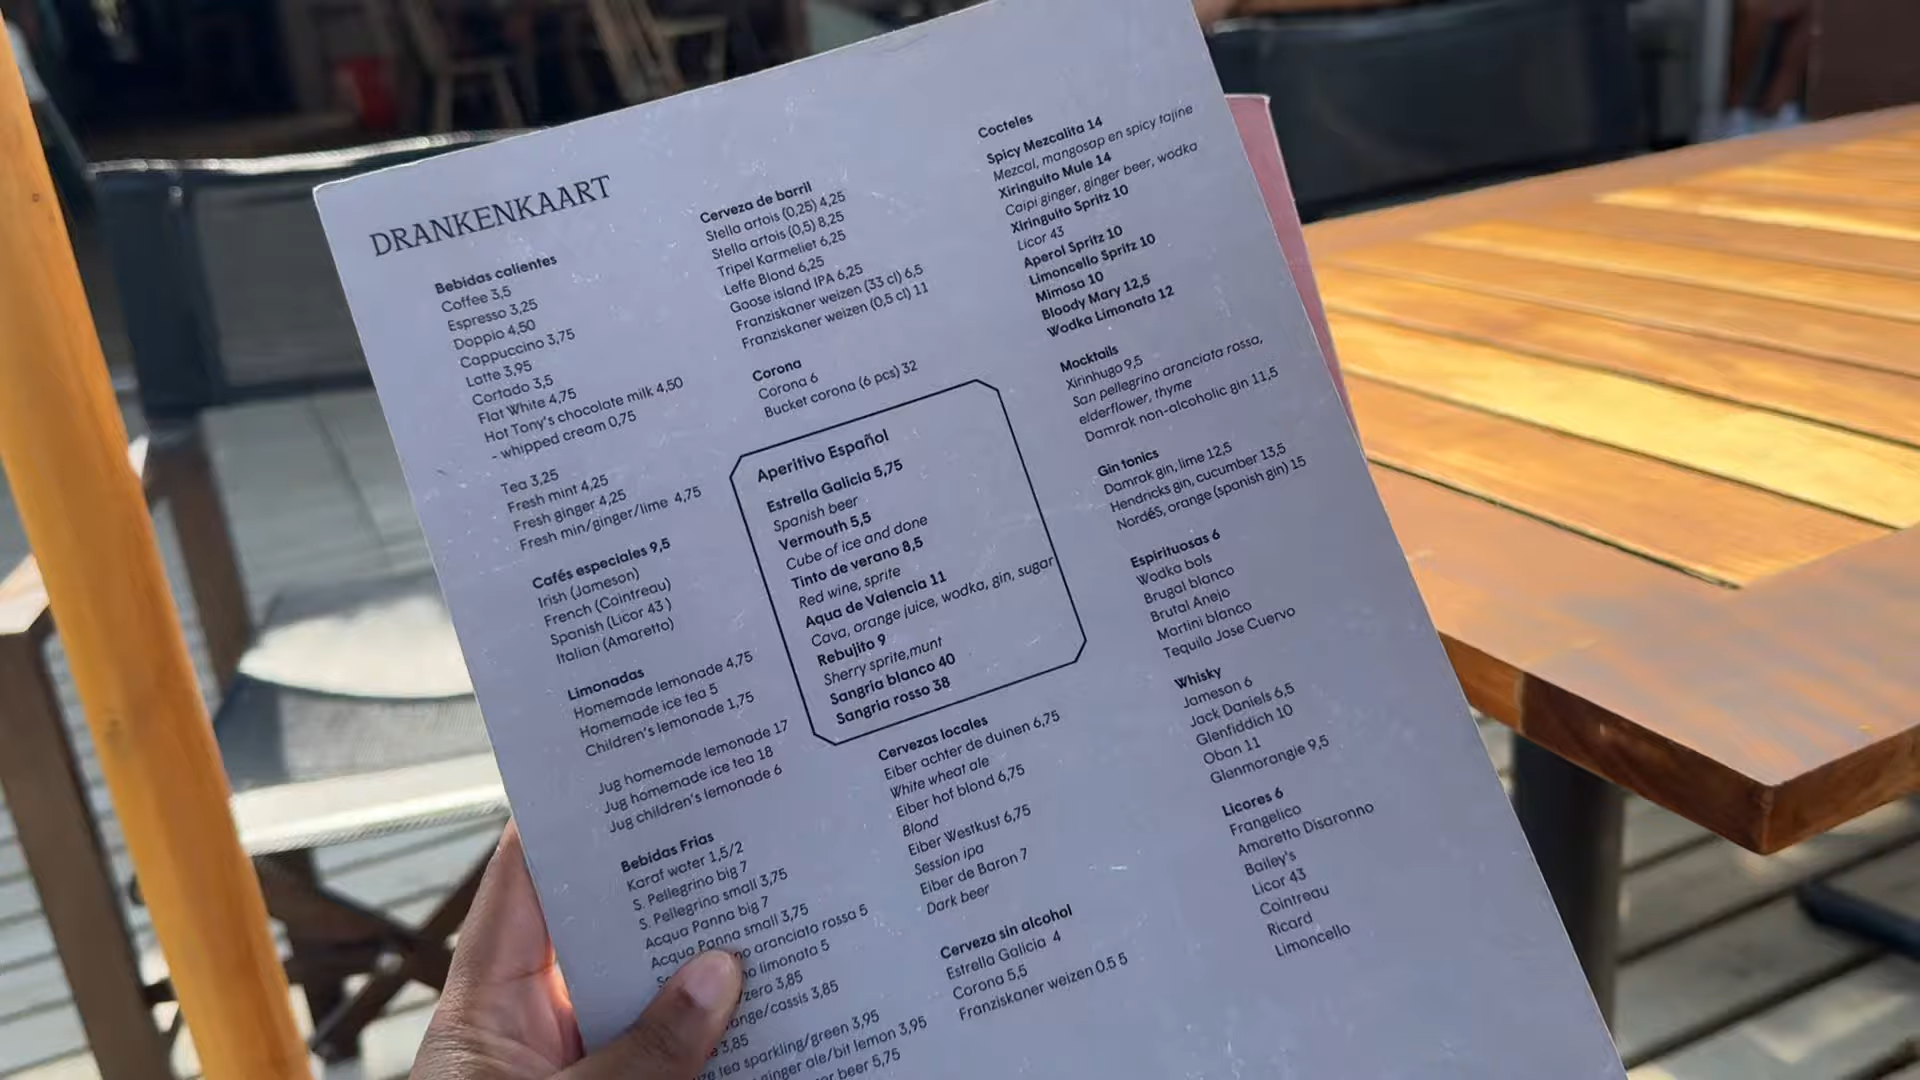 DRANKENKAART
Bebidas calientes
Coffee 3,5
Espresso 3,25
Doppio 4,50
Cappuccino 3,75
Latte 3,95
Cortado 3,5
Flat White 4,75
Hot Tony's chocolate milk 4,50
- whipped cream 0,75
Tea 3,25
Fresh mint 4,25
Fresh ginger 4,25
Fresh min/ginger/lime 4,75
Cafés especiales 9,5
Irish (Jameson)
French (Cointreau)
Spanish (Licor 43 )
Italian (Amaretto)
Limonadas
Homemade lemonade 4,75
Homemade ice tea 5
Children's lemonade 1,75
Jug homemade lemonade 17
Jug homemade ice tea 18
Jug children's lemonade 6
Bebidas Frias
Karaf water 1,5/2
S. Pellegrino big 7
S. Pellegrino small 3,75
Acqua Panna big 7
Acqua Panna small 3,75
aranciata rossa 5
limonata 5
zero 3,85
/cassis 3,85
3,85
tea sparkling/green 3,95
ginger ale/bit lemon 3,95
beer 5,75
Cerveza de barril
Stella artois (0,25) 4,25
Stella artois (0,5) 8,25
Tripel Karmeliet 6,25
Leffe Blond 6,25
Goose island IPA 6,25
Franziskaner weizen (33 cl) 6,5
Franziskaner weizen (0,5 cl) 11
Corona
Corona 6
Bucket corona (6 pcs) 32
Aperitivo Español
Estrella Galicia 5,75
Spanish beer
Vermouth 5,5
Cube of ice and done
Tinto de verano 8,5
Red wine, sprite
Aqua de Valencia 11
Cava, orange juice, wodka, gin, sugar
Rebujito 9
Sherry sprite,munt
Sangria blanco 40
Sangria rosso 38
Cervezas locales
Eiber achter de duinen 6,75
White wheat ale
Eiber hof blond 6,75
Blond
Eiber Westkust 6,75
Session ipa
Eiber de Baron 7
Dark beer
Cerveza sin alcohol
Estrella Galicia 4
Corona 5,5
Franziskaner weizen 0.5 5
Cocteles
Spicy Mezcalita 14
Mezcal, mangosap en spicy tajine
Xiringuito Mule 14
Caipi ginger, ginger beer, wodka
Xiringuito Spritz 10
Licor 43
Aperol Spritz 10
Limoncello Spritz 10
Mimosa 10
Bloody Mary 12,5
Wodka Limonata 12
Mocktails
Xirinhugo 9,5
San pellegrino aranciata rossa,
elderflower, thyme
Damrak non-alcoholic gin 11,5
Gin tonics
Damrak gin, lime 12,5
Hendricks gin, cucumber 13,5
NordéS, orange (spanish gin) 15
Espirituosas 6
Wodka bols
Brugal blanco
Brutal Anejo
Martini blanco
Tequila Jose Cuervo
Whisky
Jameson 6
Jack Daniels 6,5
Glenfiddich 10
Oban 11
Glenmorangie 9,5
Licores 6
Frangelico
Amaretto Disaronno
Bailey's
Licor 43
Cointreau
Ricard
Limoncello